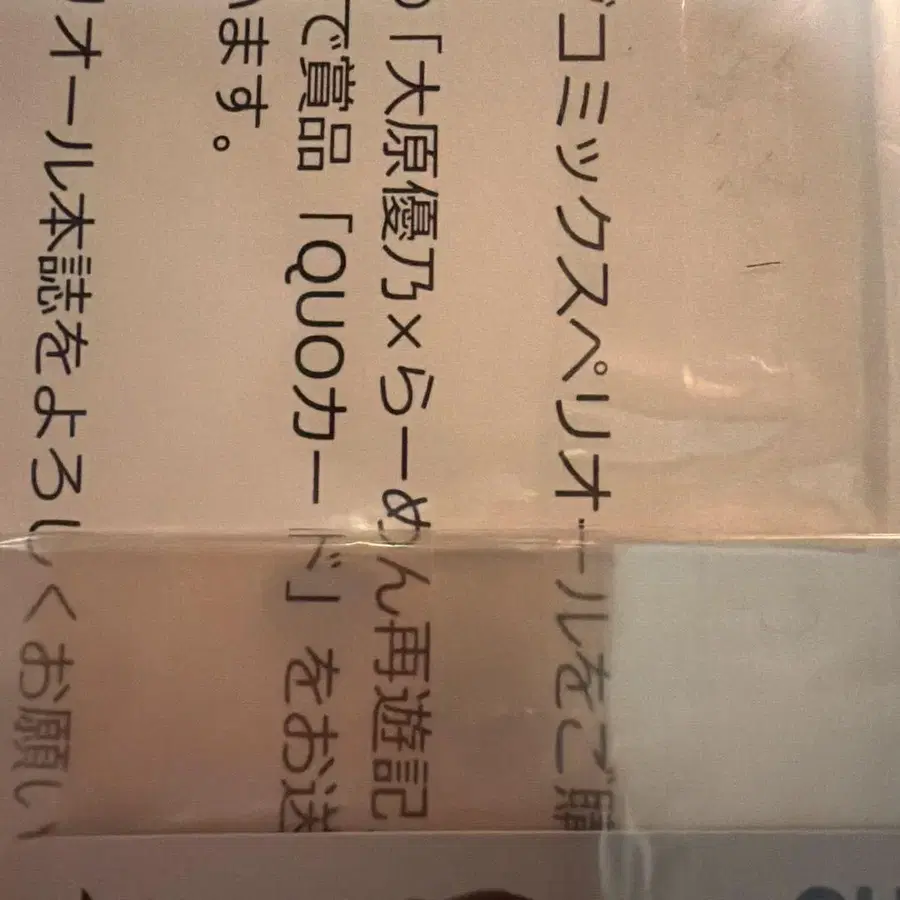 コミックスペリオールをご購
「大原優乃×らーめん再遊記
で賞品「QUOカード」をお送
います。
リオール本誌をよろしくお願い